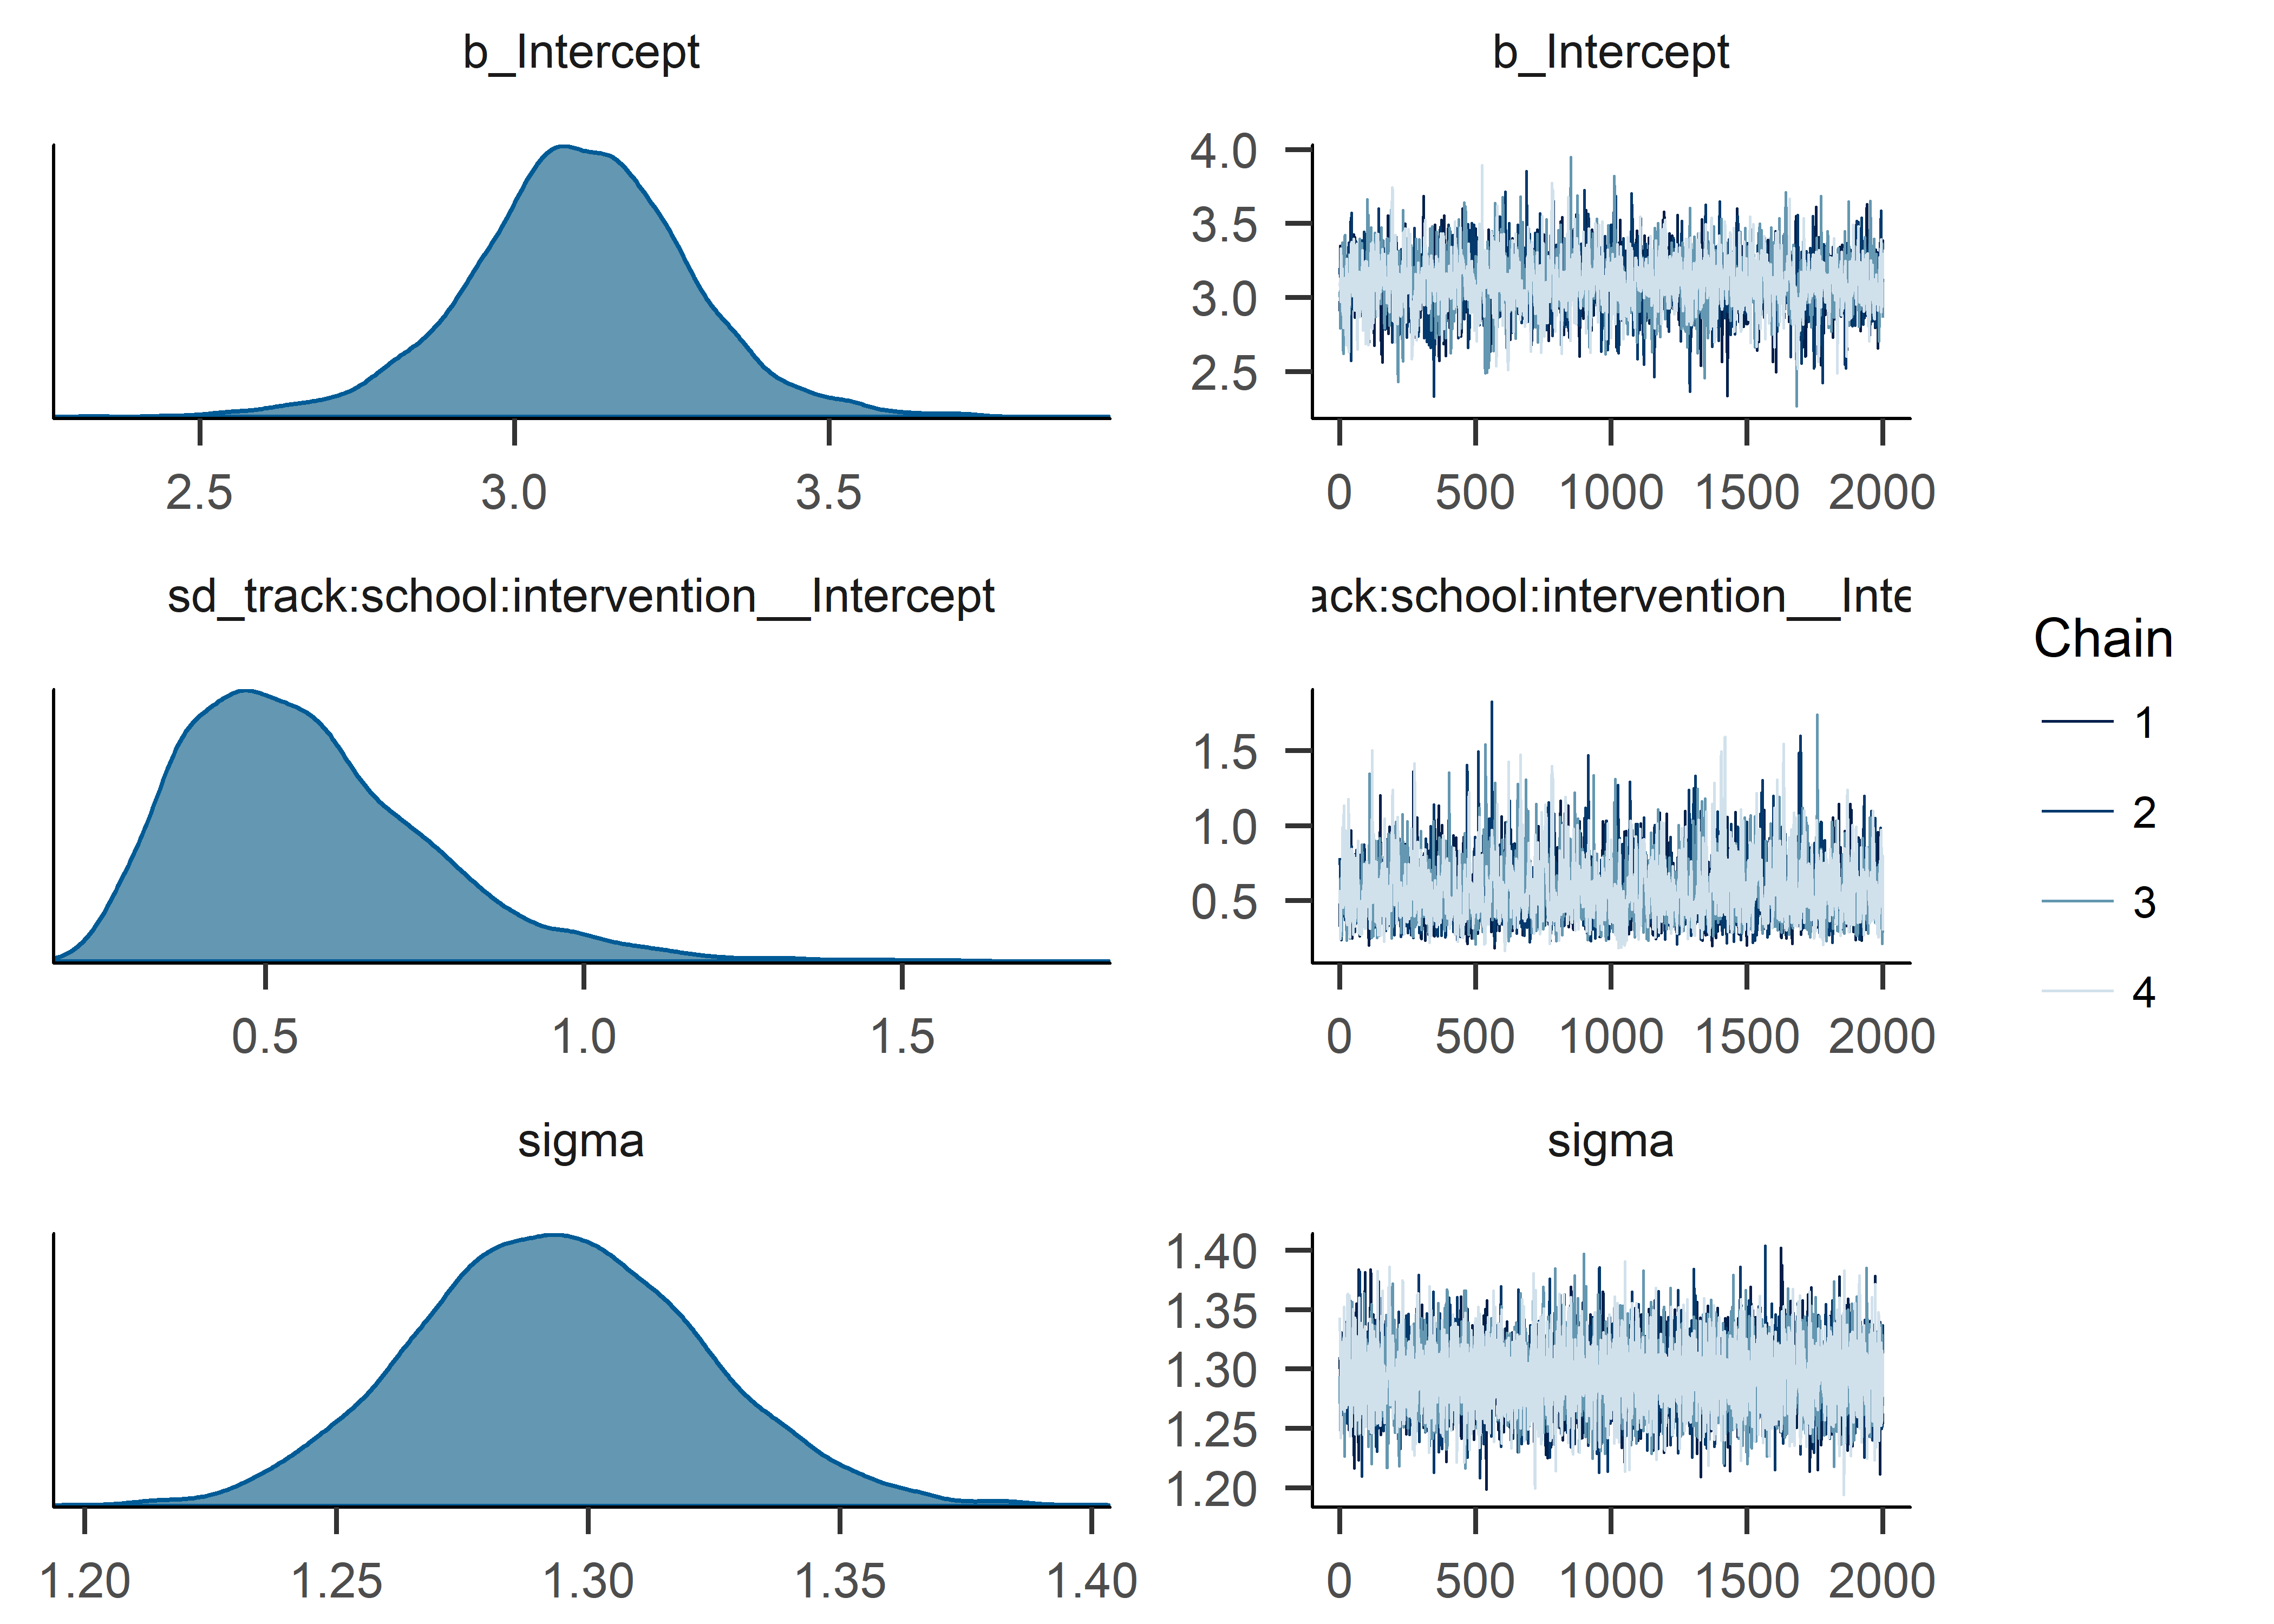 b_Intercept
b_Intercept
4.0
3.5
3.0
2.5
2.5 3.0 3.5
0 500 1000 1500 2000
sd_track:school:intervention__Intercept
ack:school:intervention__Inte
1.5
1.0
0.5
0.5 1.0 1.5
0 500 1000 1500 2000
Chain
1
2
3
4
sigma
sigma
1.40
1.35
1.30
1.25
1.20
1.20 1.25 1.30 1.35 1.40
0 500 1000 1500 2000